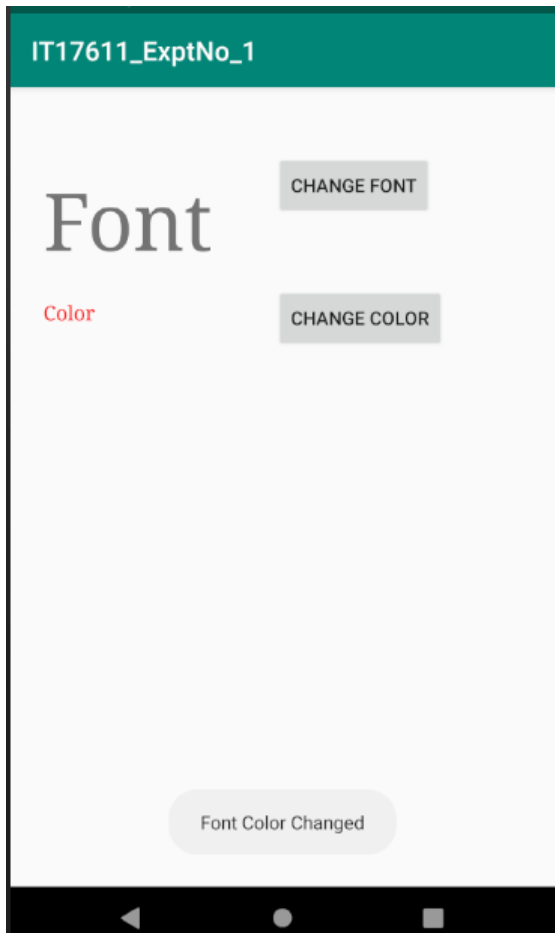 IT17611_ExptNo_1
CHANGE FONT
Font
Color
CHANGE COLOR
Font Color Changed